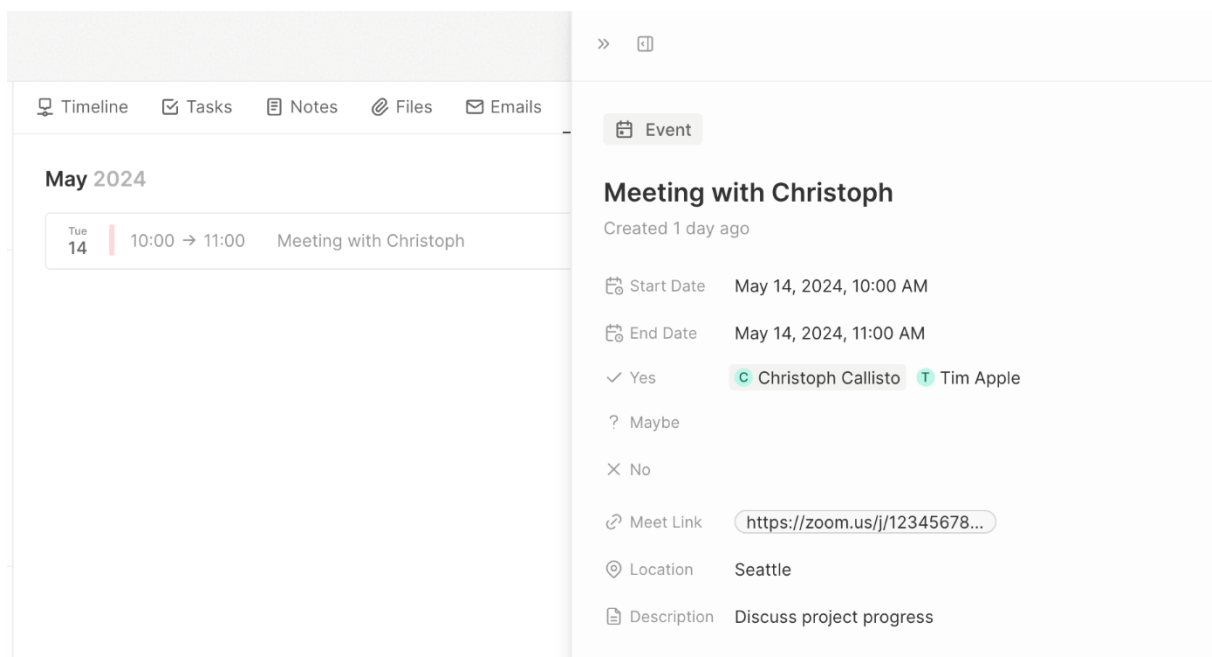 Timeline Tasks Notes Files Emails
May 2024
Tue
14
10:00 → 11:00 Meeting with Christoph
Event
Meeting with Christoph
Created 1 day ago
Start Date May 14, 2024, 10:00 AM
End Date May 14, 2024, 11:00 AM
Yes C Christoph Callisto T Tim Apple
? Maybe
No
Meet Link https://zoom.us/j/12345678...
Location Seattle
Description Discuss project progress